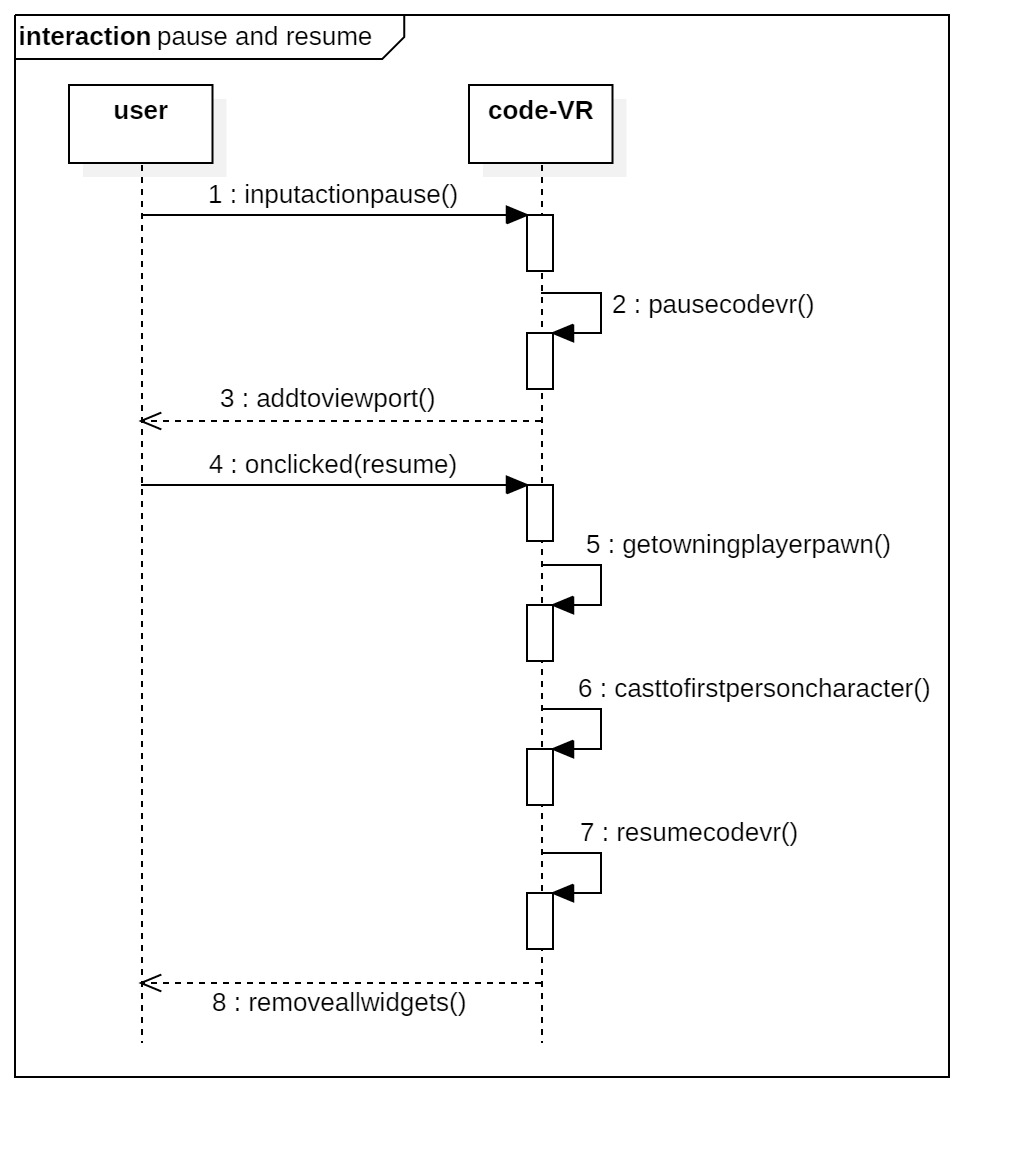 interaction pause and resume
user
code-VR
1 : inputactionpause()
2 : pausecodevr()
3 : addtoviewport()
4 : onclicked(resume)
5 : getowningplayerpawn()
6 : casttofirstpersoncharacter()
7 : resumecodevr()
8 : removeallwidgets()